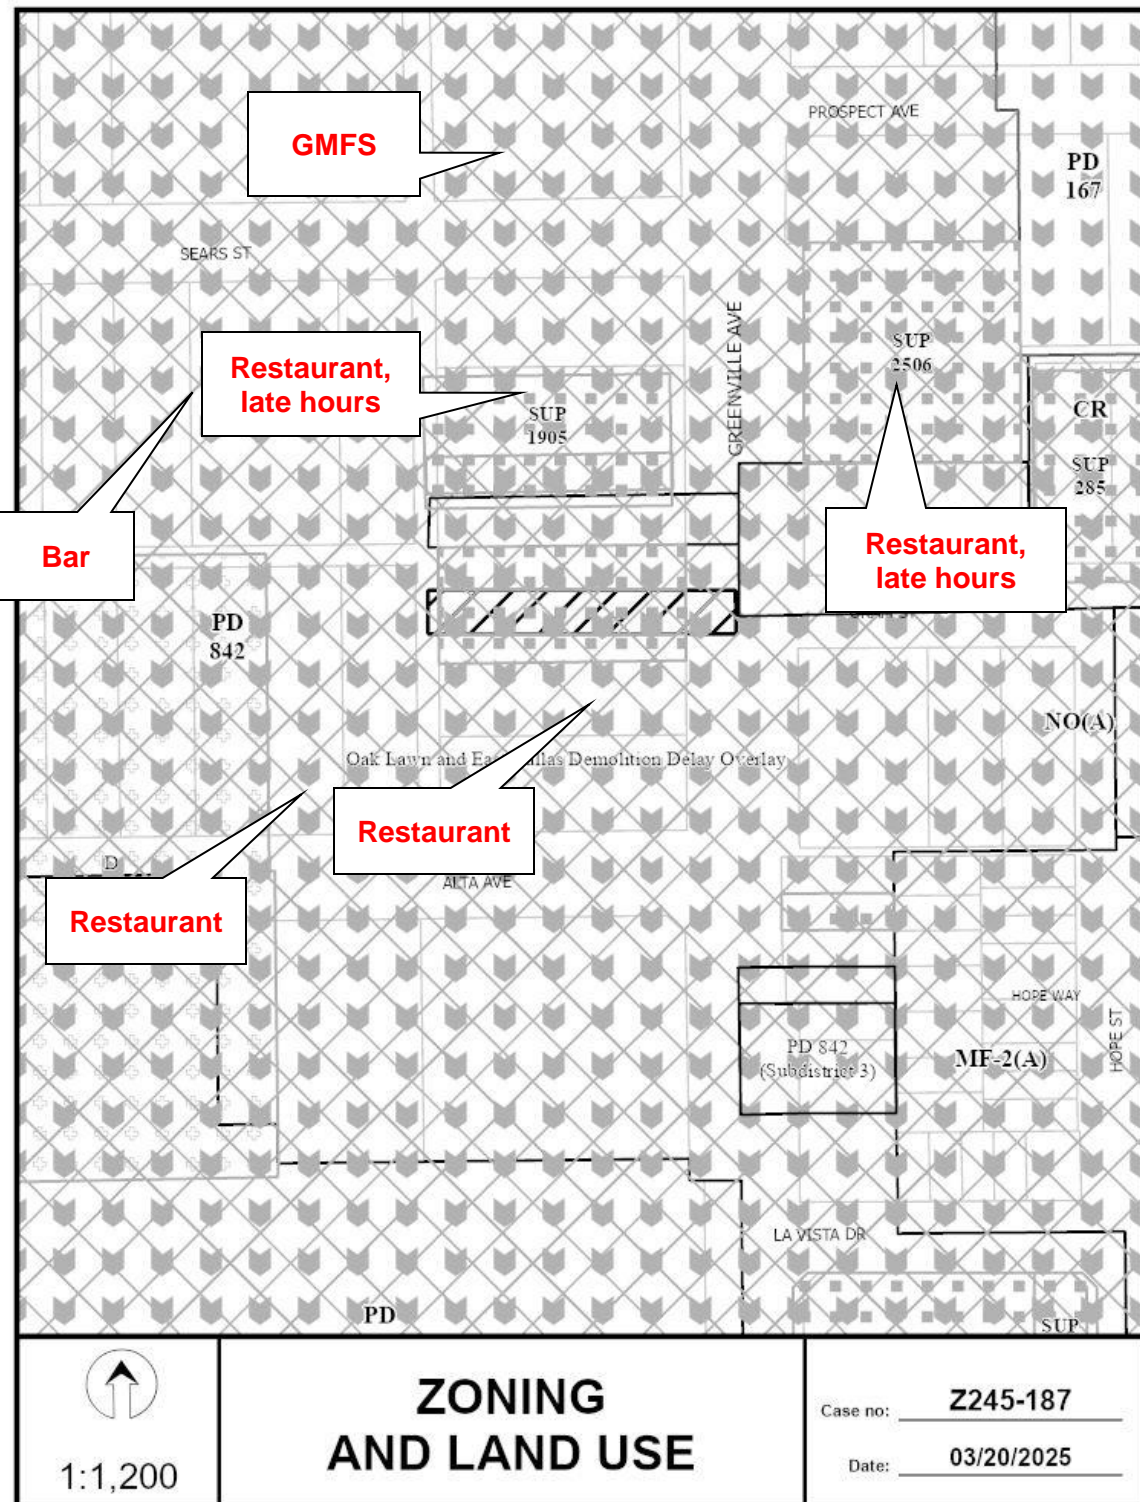 PROSPECT AVE
GMFS
PD
167
SEARS ST
GREENVILLE AVE
SUP
2506
Restaurant,
late hours
SUP
1905
CR
SUP
285
Bar
Restaurant,
late hours
PD
842
NO(A)
Oak Lawn and Ea
llas Demolition Delay Overlay
Restaurant
D
ALTA AVE
Restaurant
HOPE WAY
HOPE ST
PD 842
(Subdistrict 3)
MF-2(A)
LA VISTA DR
PD
SUP
1:1,200
ZONING
AND LAND USE
Case no: Z245-187
Date: 03/20/2025